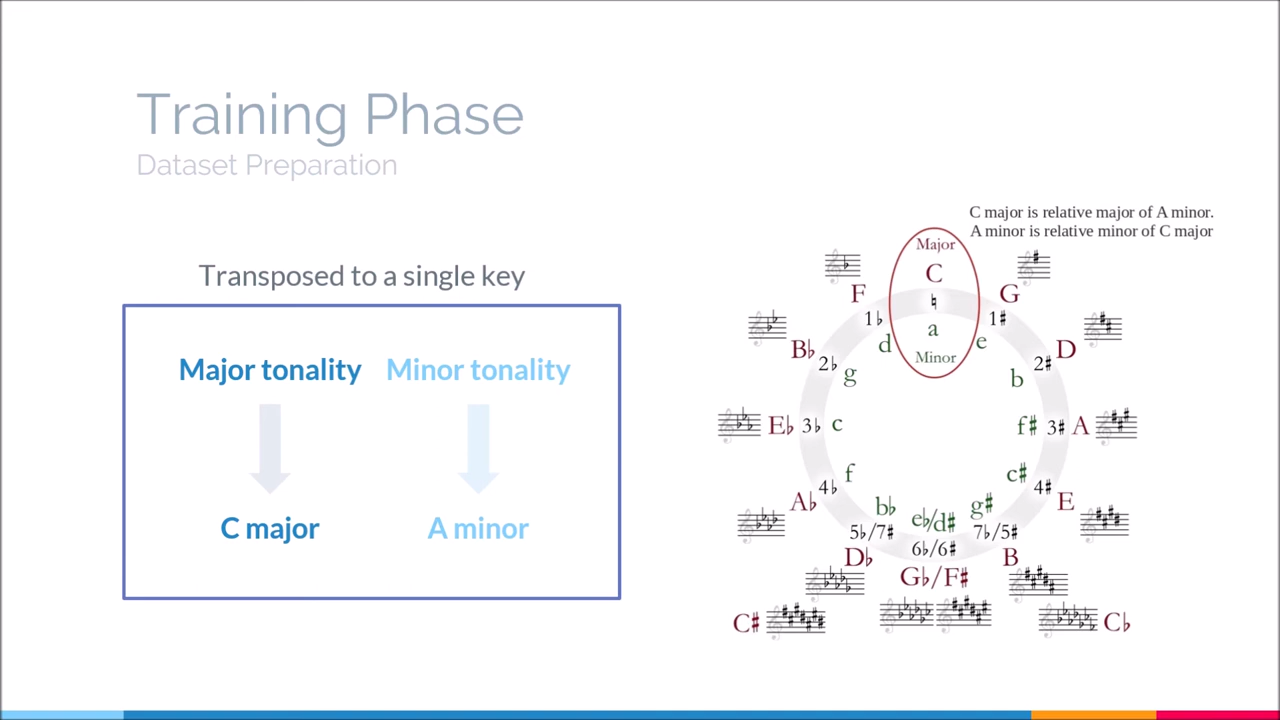 Training Phase
Dataset Preparation
Transposed to a single key
Major tonality Minor tonality
C major A minor
C major is relative major of A minor.
A minor is relative minor of C major
Major
C
♮
a
Minor
F
1♭
d
G
1#
e
B♭
2♭
g
D
2#
b
E♭ 3♭ c
f# 3# A
A♭
4♭
f
c#
4#
E
b♭
5♭/7#
D♭
C#
e♭/d#
6♭/6#
G♭/F#
g#
7♭/5#
B
C♭